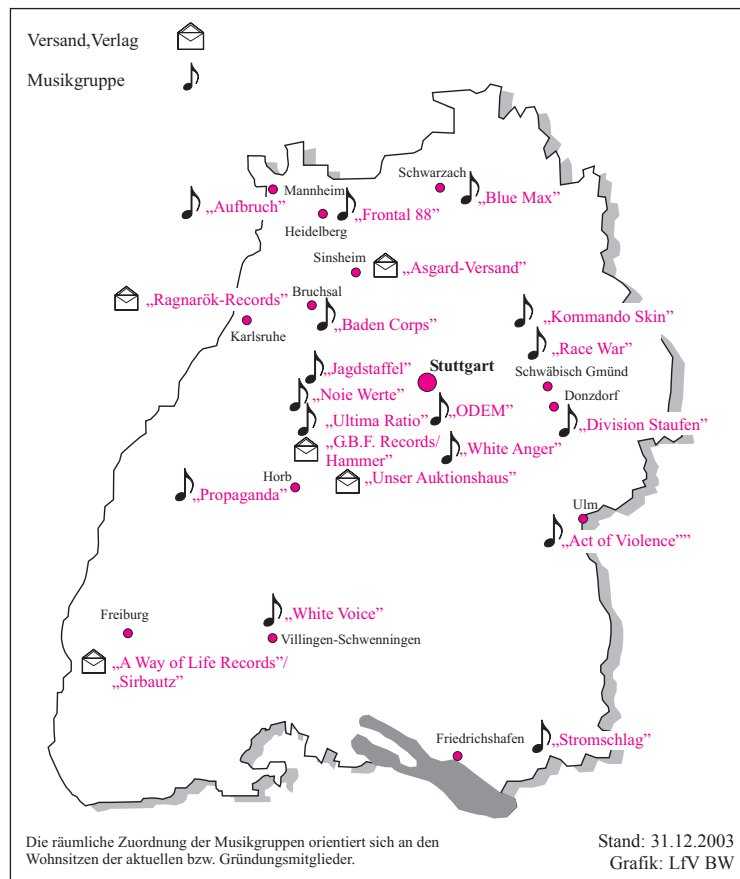 Versand,Verlag
Musikgruppe
Schwarzach
Mannheim
„Aufbruch”
„Frontal 88”
„Blue Max”
Heidelberg
Sinsheim
„Asgard-Versand”
„Ragnarök-Records”
Bruchsal
„Baden Corps”
Karlsruhe
„Kommando Skin”
„Race War”
„Jagdstaffel”
Stuttgart
Schwäbisch Gmünd
„Noie Werte”
Donzdorf
„Ultima Ratio”
„ODEM”
„Division Staufen”
„G.B.F. Records/
Hammer”
„White Anger”
„Unser Auktionshaus”
Horb
„Propaganda”
Ulm
„Act of Violence””
„White Voice”
Freiburg
Villingen-Schwenningen
„A Way of Life Records”/
„Sirbautz”
Friedrichshafen
„Stromschlag”
Die räumliche Zuordnung der Musikgruppen orientiert sich an den
Wohnsitzen der aktuellen bzw. Gründungsmitglieder.
Stand: 31.12.2003
Grafik: LfV BW